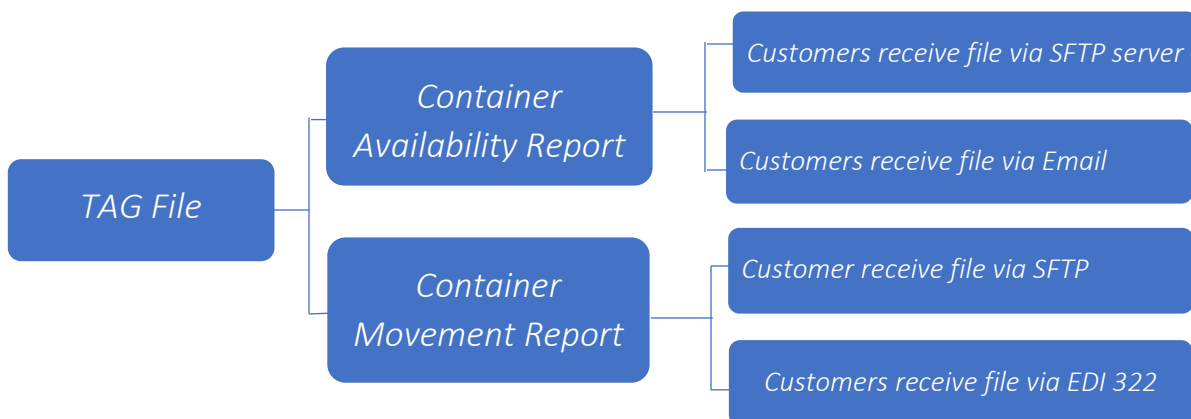 TAG File
Container
Availability Report
Customers receive file via SFTP server
Customers receive file via Email
Container
Movement Report
Customer receive file via SFTP
Customers receive file via EDI 322